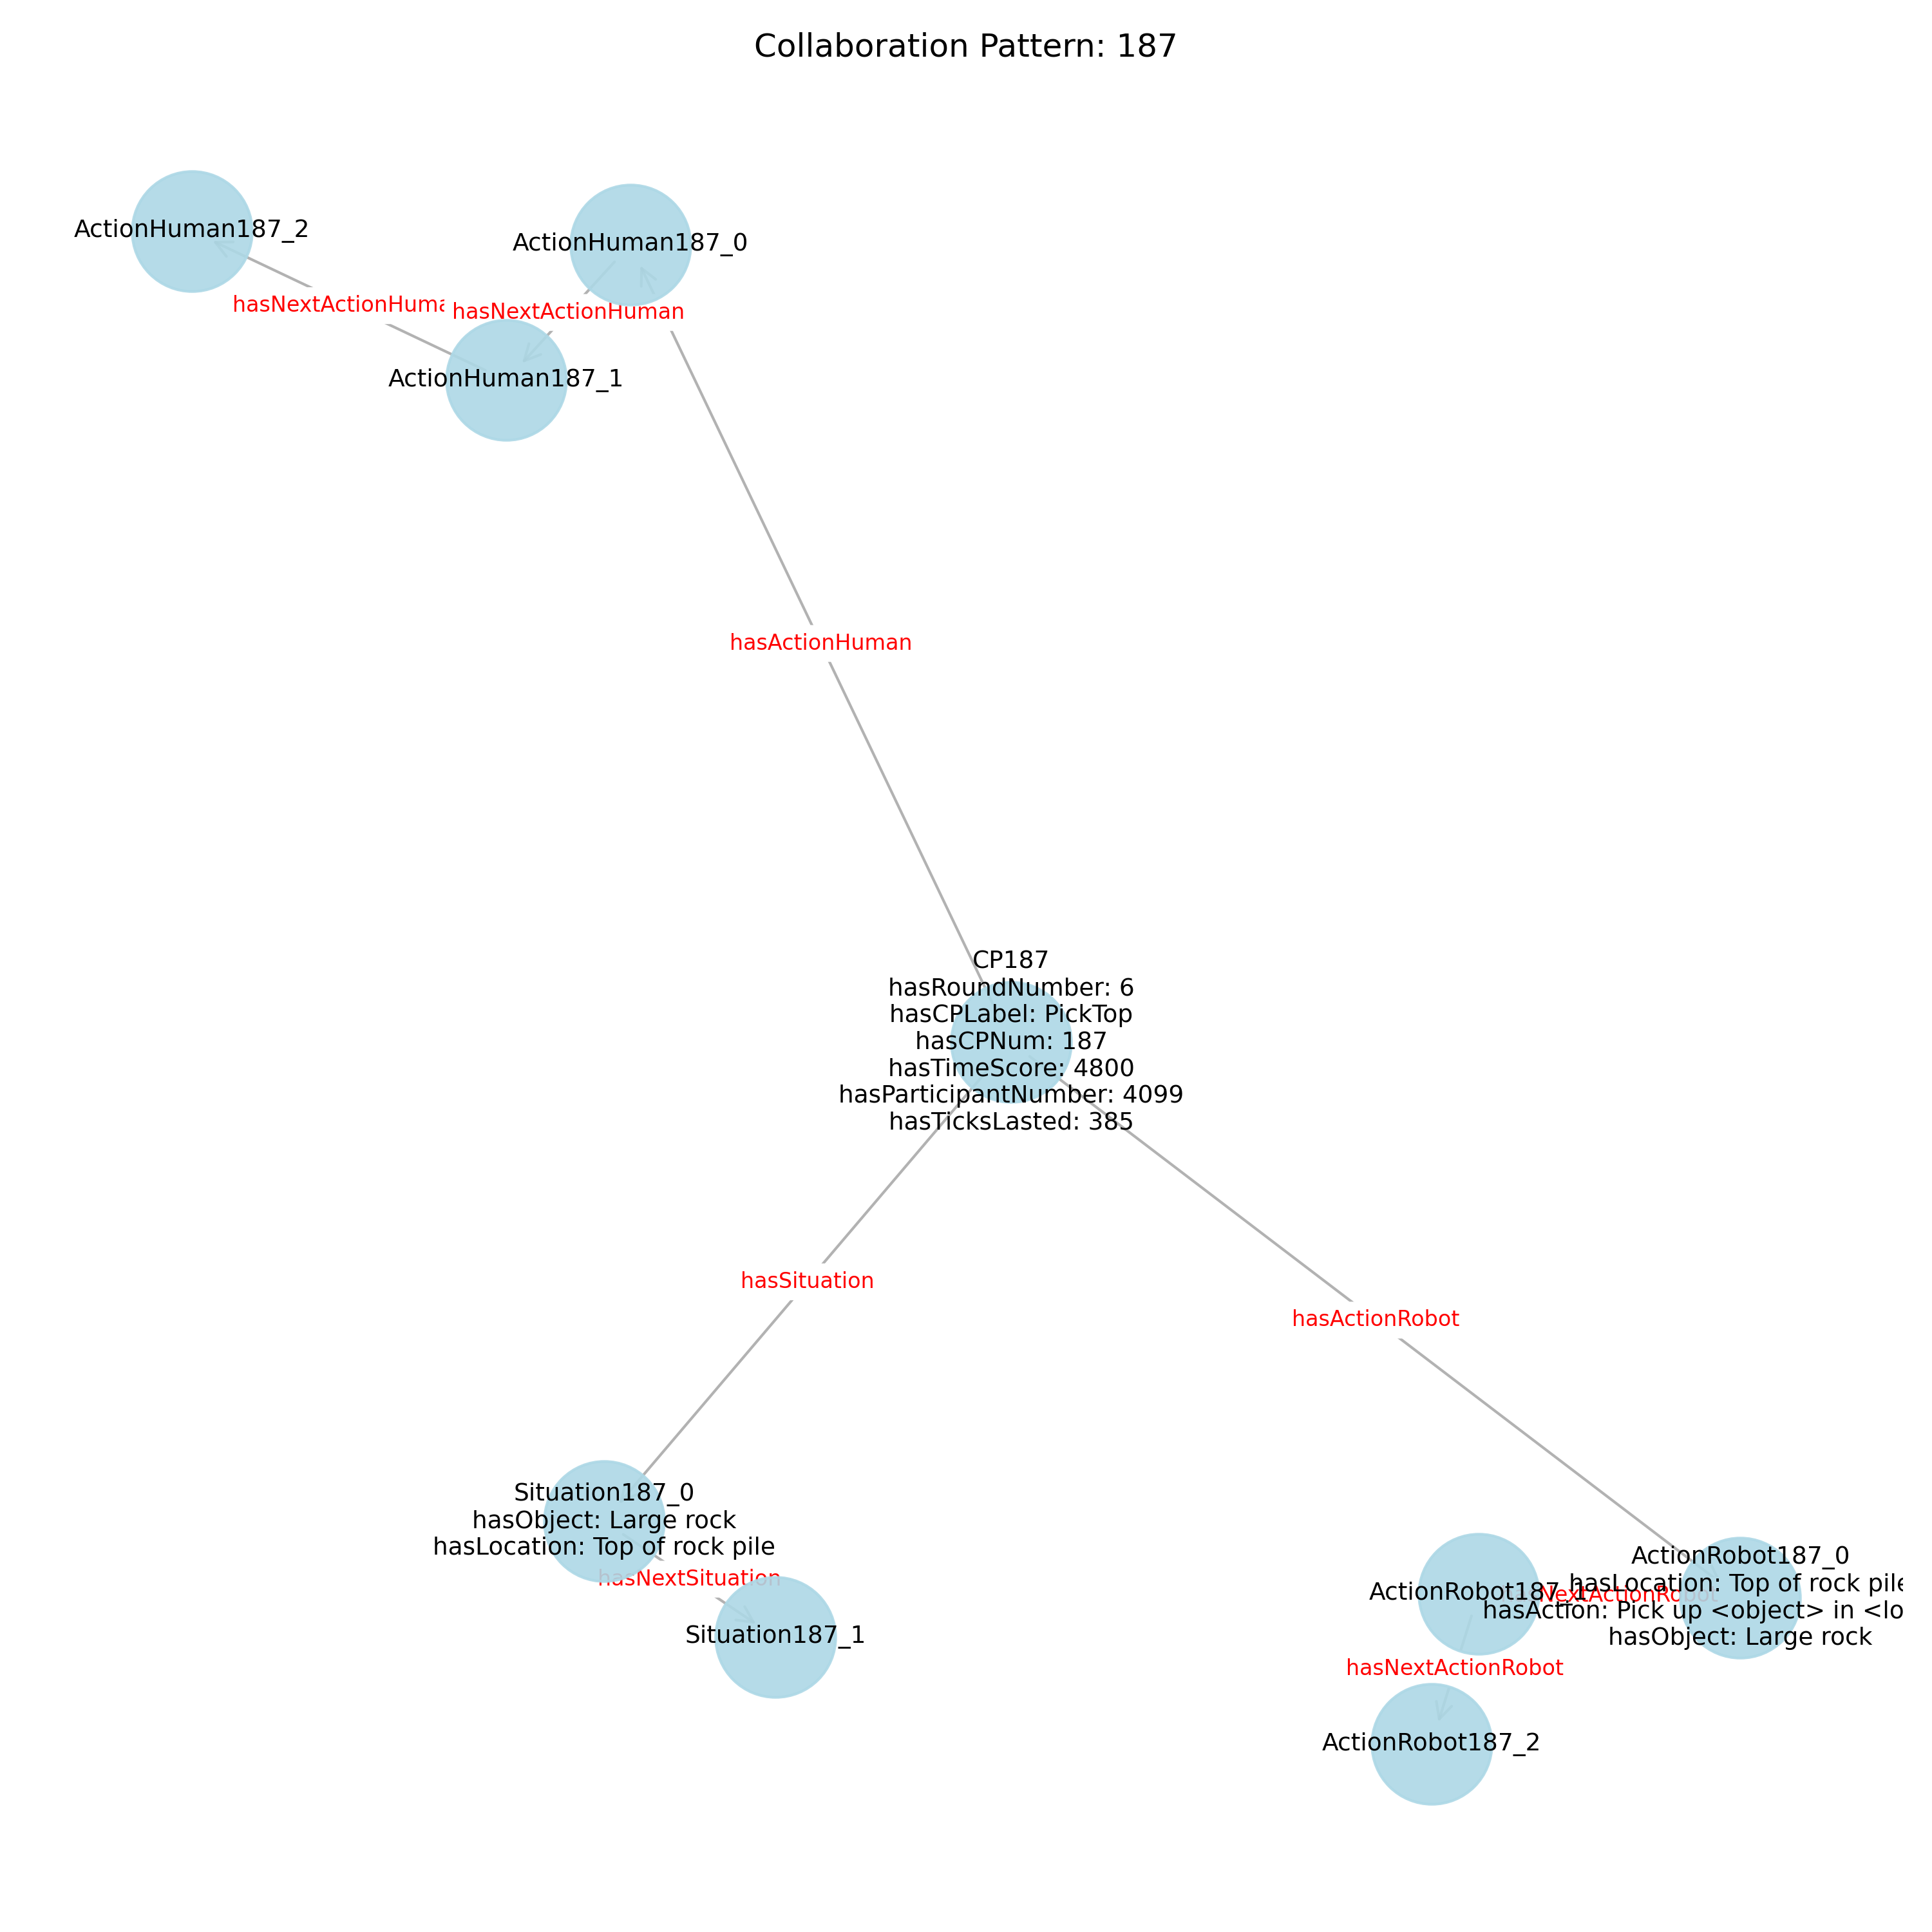 Collaboration Pattern: 187
ActionHuman187_2
ActionHuman187_0
hasNextActionHuma
hasNextActionHuman
ActionHuman187_1
hasActionHuman
CP187
hasRoundNumber: 6
hasCPLabel: PickTop
hasCPNum: 187
hasTimeScore: 4800
hasParticipantNumber: 4099
hasTicksLasted: 385
hasSituation
hasActionRobot
Situation187_0
hasObject: Large rock
hasLocation: Top of rock pile
hasNextSituation
Situation187_1
ActionRobot187_0
hasLocation: Top of rock pile
hasAction: Pick up <object> in <lo
hasObject: Large rock
ActionRobot187_1
NextActionRobot
hasNextActionRobot
ActionRobot187_2